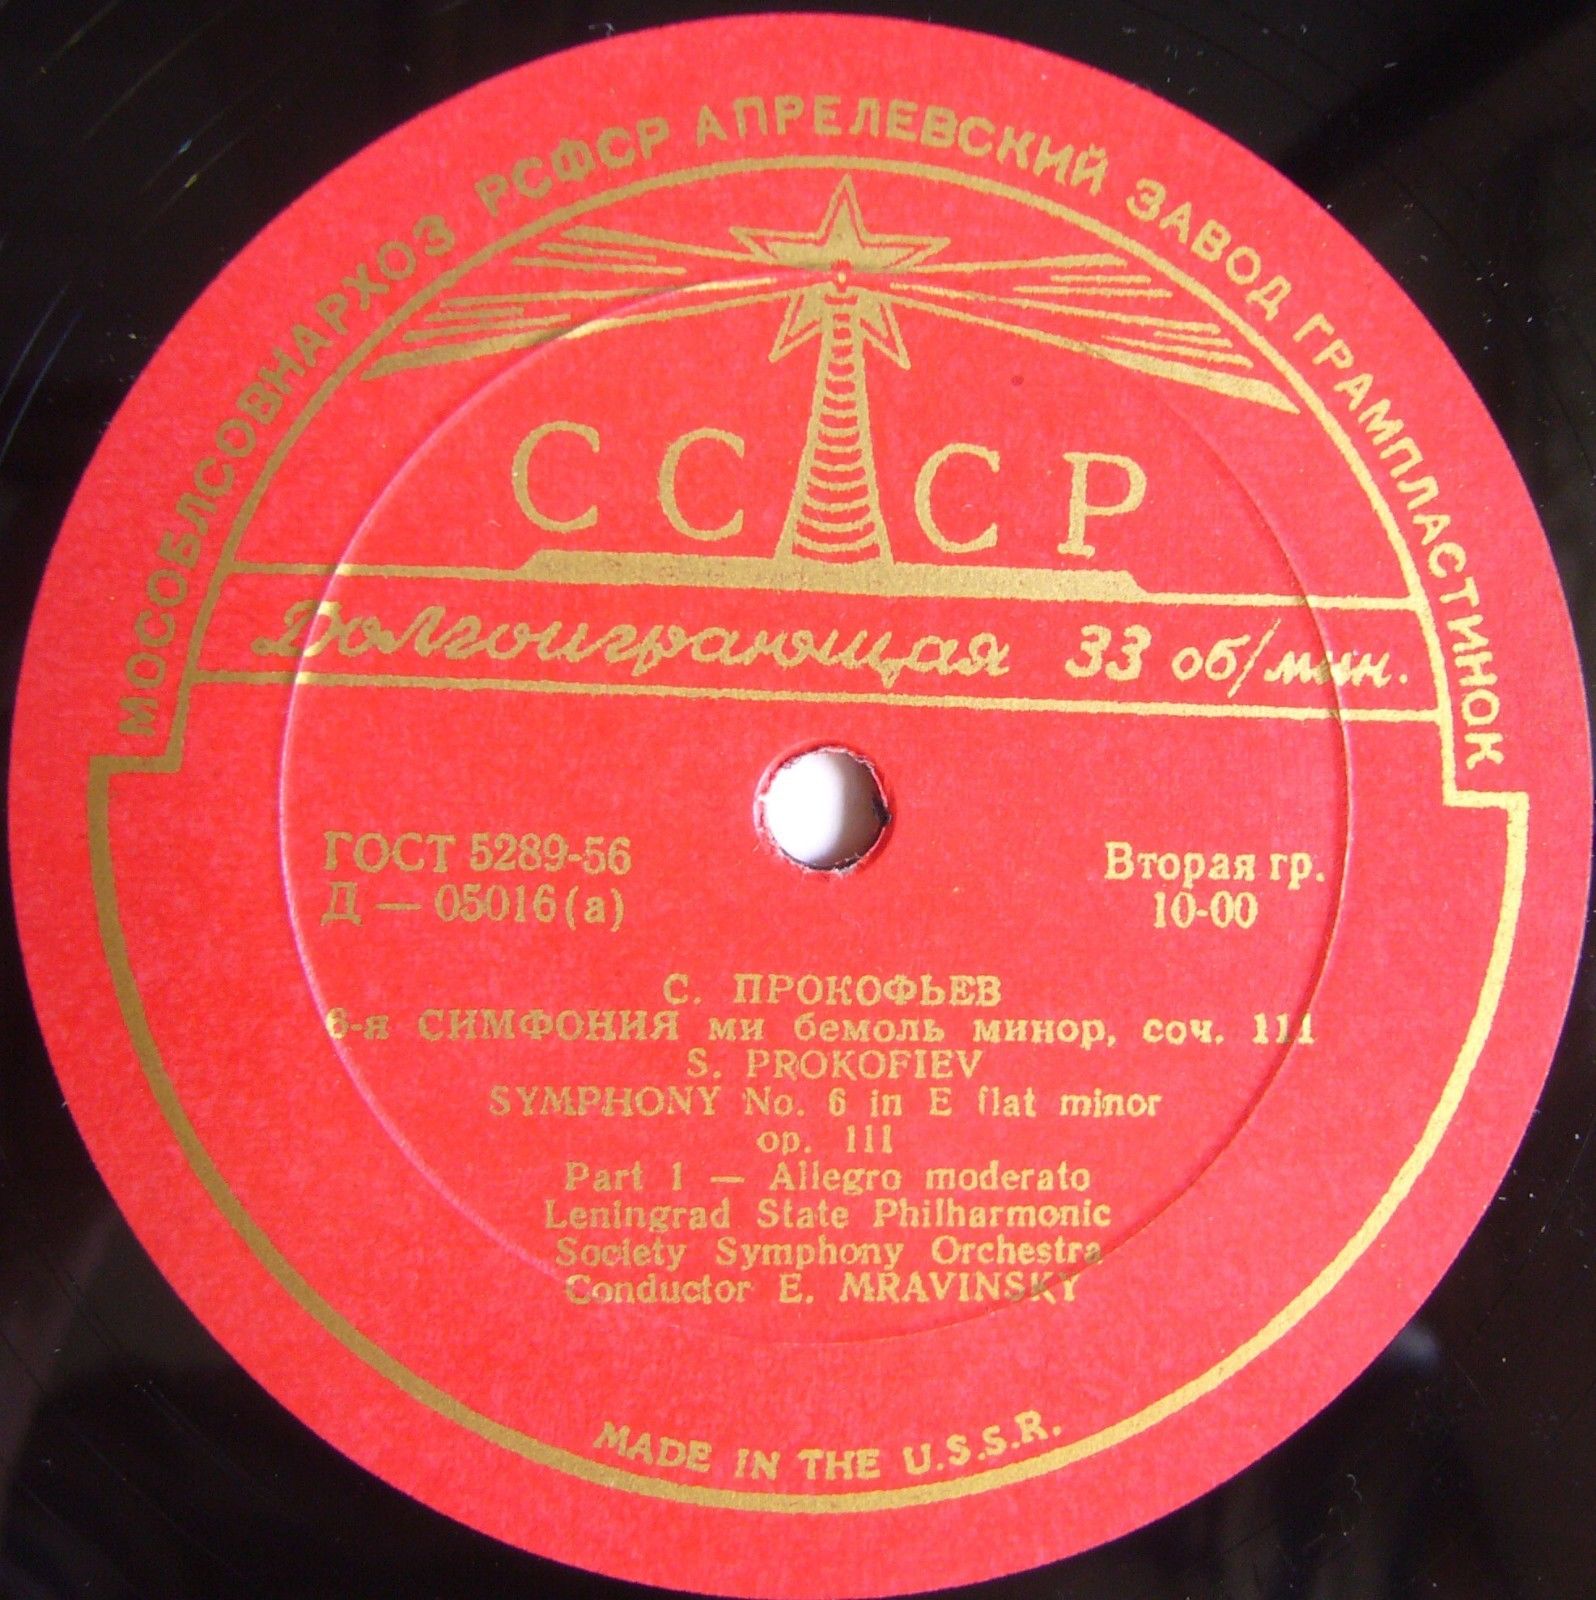 МОСОБЛСОВНАРХОЗ РСФСР АПРЕЛЕВСКИЙ ЗАВОД ГРАМПЛАСТИНОК
СССР
Долгоиграющая 33 об/мин.
ГОСТ 5289-56
Д — 05016 (а)
Вторая гр.
10-00
С. ПРОКОФЬЕВ
6-я СИМФОНИЯ ми бемоль минор, соч. 111
S. PROKOFIEV
SYMPHONY No. 6 in E flat minor
op. 111
Part 1 — Allegro moderato
Leningrad State Philharmonic
Society Symphony Orchestra
Conductor E. MRAVINSKY
MADE IN THE U.S.S.R.